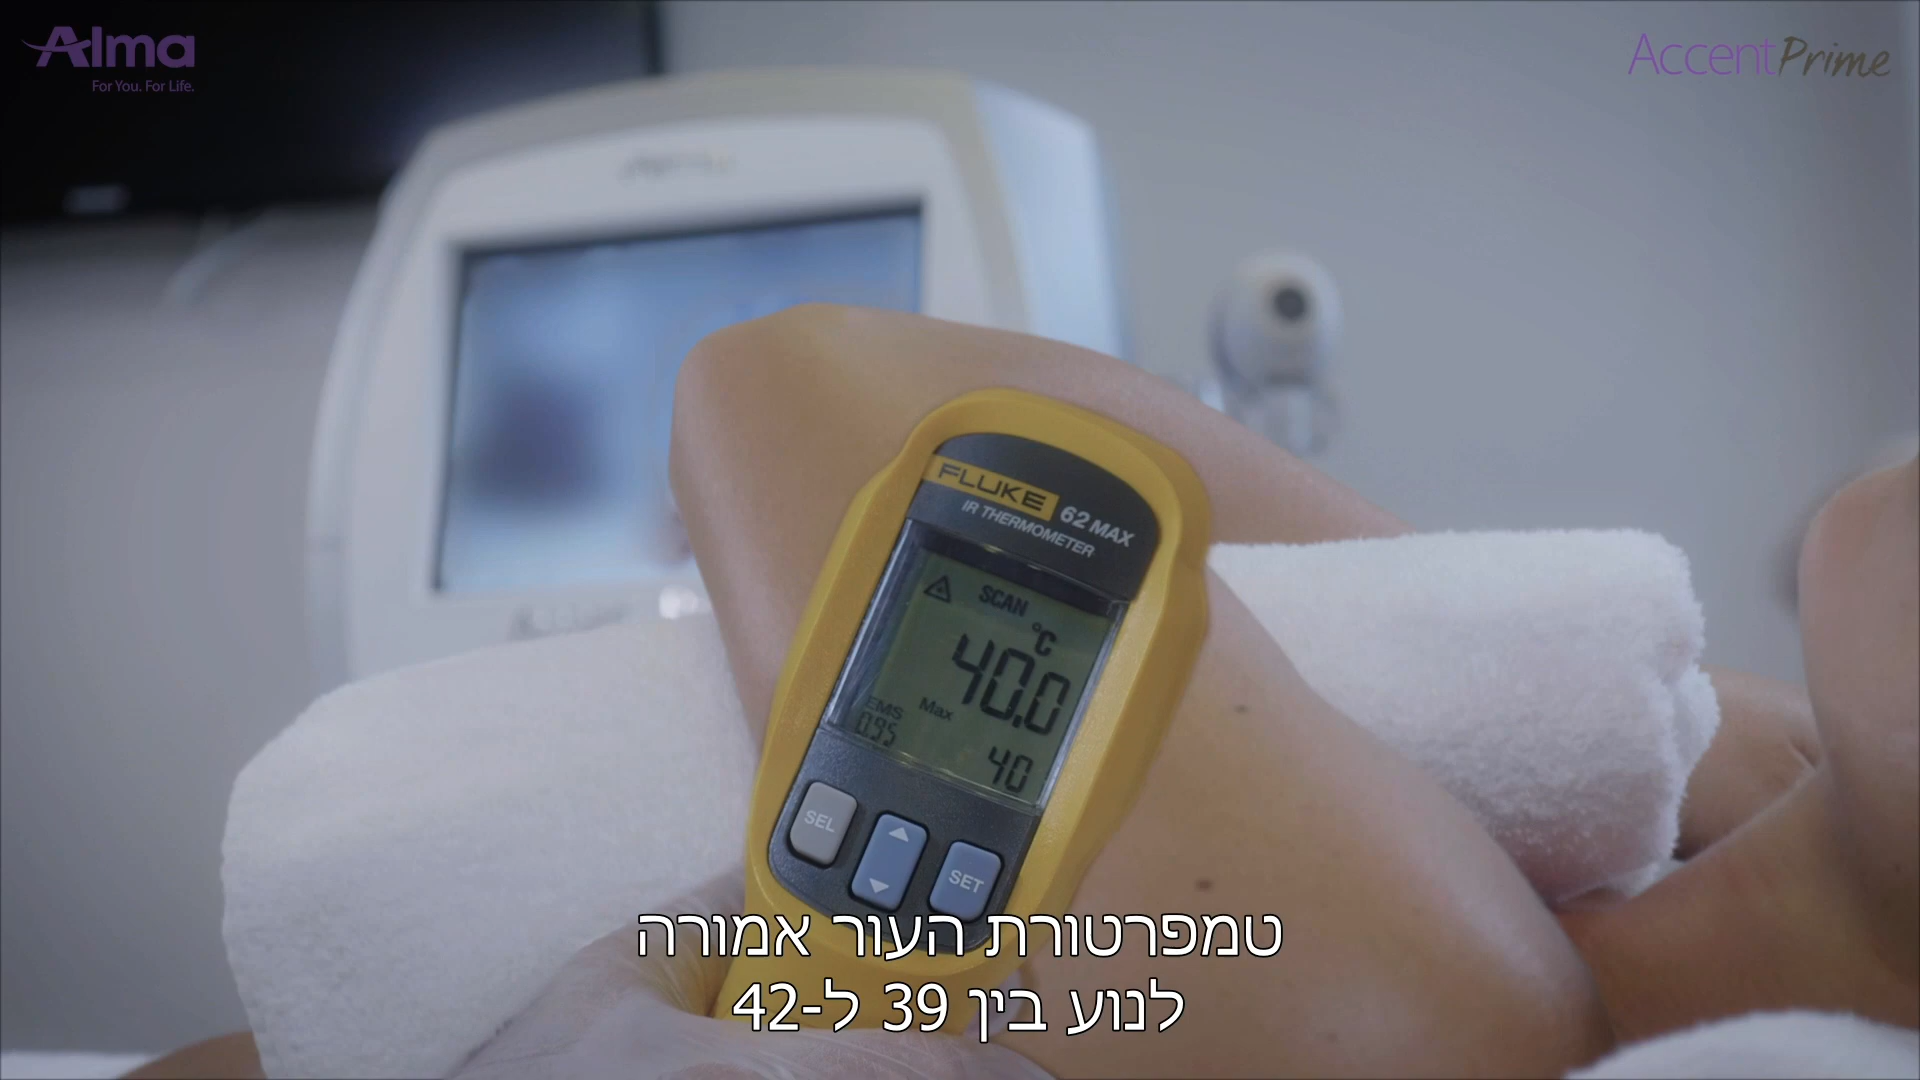 Alma
For You. For Life.
AccentPrime
FLUKE 62 MAX
IR THERMOMETER
SCAN
°C
40.0
EMS
0.95
Max
40
SEL
SET
טמפרטורת העור אמורה
לנוע בין 39 ל-42